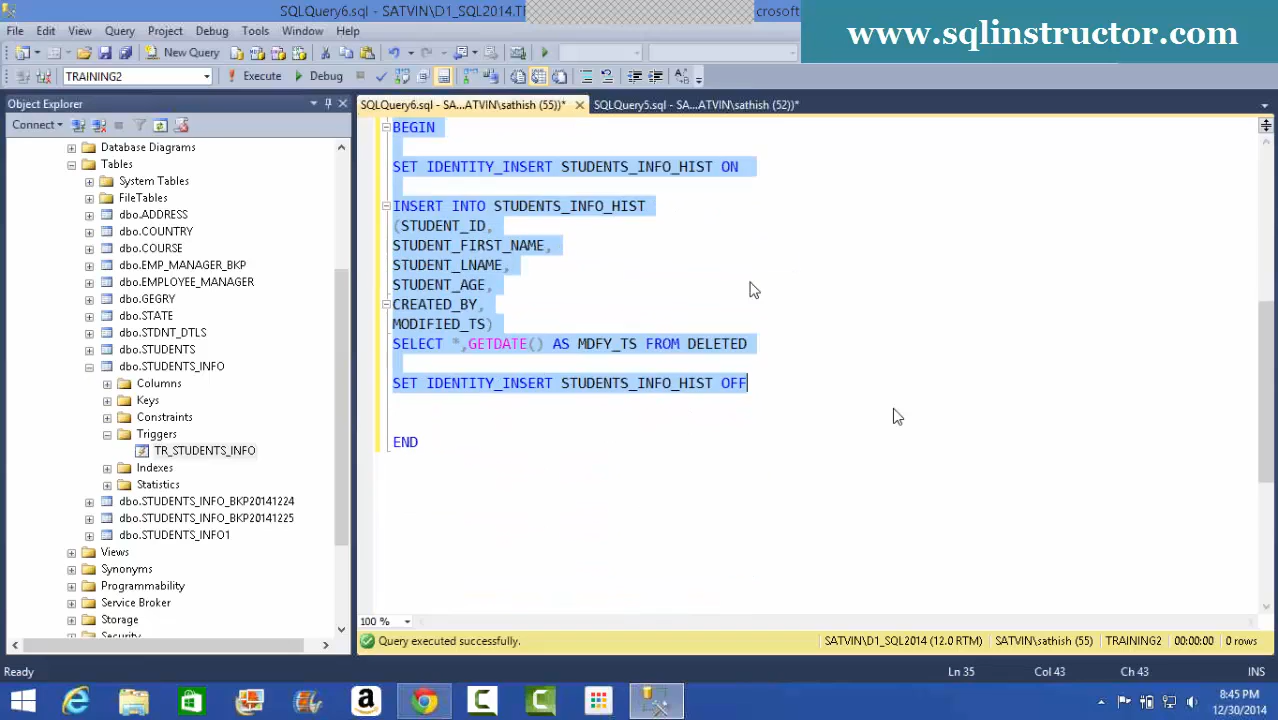 SQLQuery6.sql - SATVIN\D1_SQL2014.TR
crosoft
www.sqlinstructor.com
File Edit View Query Project Debug Tools Window Help
New Query
TRAINING2
Execute
Debug
Object Explorer
SQLQuery6.sql - SA...ATVIN\sathish (55))*
SQLQuery5.sql - SA...ATVIN\sathish (52))*
Connect
Database Diagrams
Tables
System Tables
FileTables
dbo.ADDRESS
dbo.COUNTRY
dbo.COURSE
dbo.EMP_MANAGER_BKP
dbo.EMPLOYEE_MANAGER
dbo.GEGRY
dbo.STATE
dbo.STDNT_DTLS
dbo.STUDENTS
dbo.STUDENTS_INFO
Columns
Keys
Constraints
Triggers
TR_STUDENTS_INFO
Indexes
Statistics
dbo.STUDENTS_INFO_BKP20141224
dbo.STUDENTS_INFO_BKP20141225
dbo.STUDENTS_INFO1
Views
Synonyms
Programmability
Service Broker
Storage
Security
BEGIN
SET IDENTITY_INSERT STUDENTS_INFO_HIST ON
INSERT INTO STUDENTS_INFO_HIST
(STUDENT_ID,
STUDENT_FIRST_NAME,
STUDENT_LNAME,
STUDENT_AGE,
CREATED_BY,
MODIFIED_TS)
SELECT *,GETDATE() AS MDFY_TS FROM DELETED
SET IDENTITY_INSERT STUDENTS_INFO_HIST OFF
END
100 %
Query executed successfully.
SATVIN\D1_SQL2014 (12.0 RTM)
SATVIN\sathish (55)
TRAINING2
00:00:00
0 rows
Ready
Ln 35
Col 43
Ch 43
INS
8:45 PM
12/30/2014